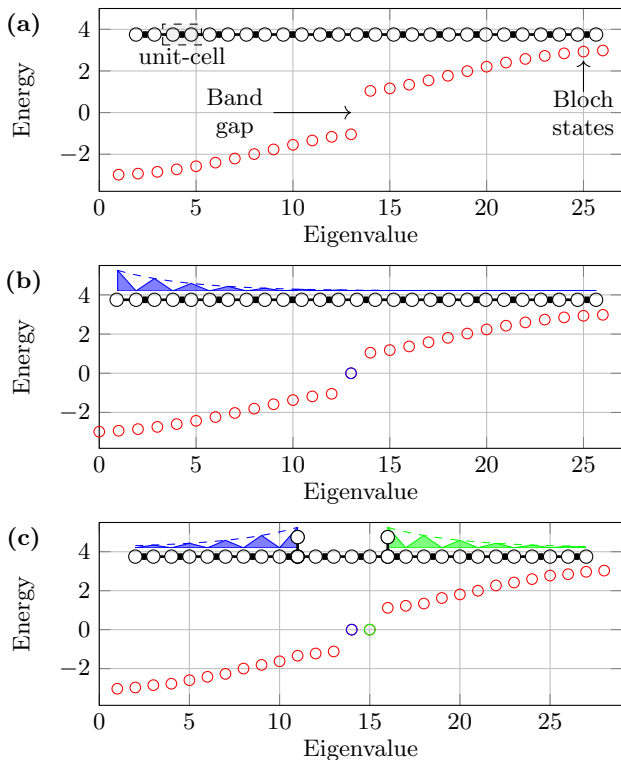 (a)
4
2
0
−2
Energy
unit-cell
Band
gap
Bloch
states
0 5 10 15 20 25
Eigenvalue
(b)
4
2
0
−2
Energy
0 5 10 15 20 25
Eigenvalue
(c)
4
2
0
−2
Energy
0 5 10 15 20 25
Eigenvalue